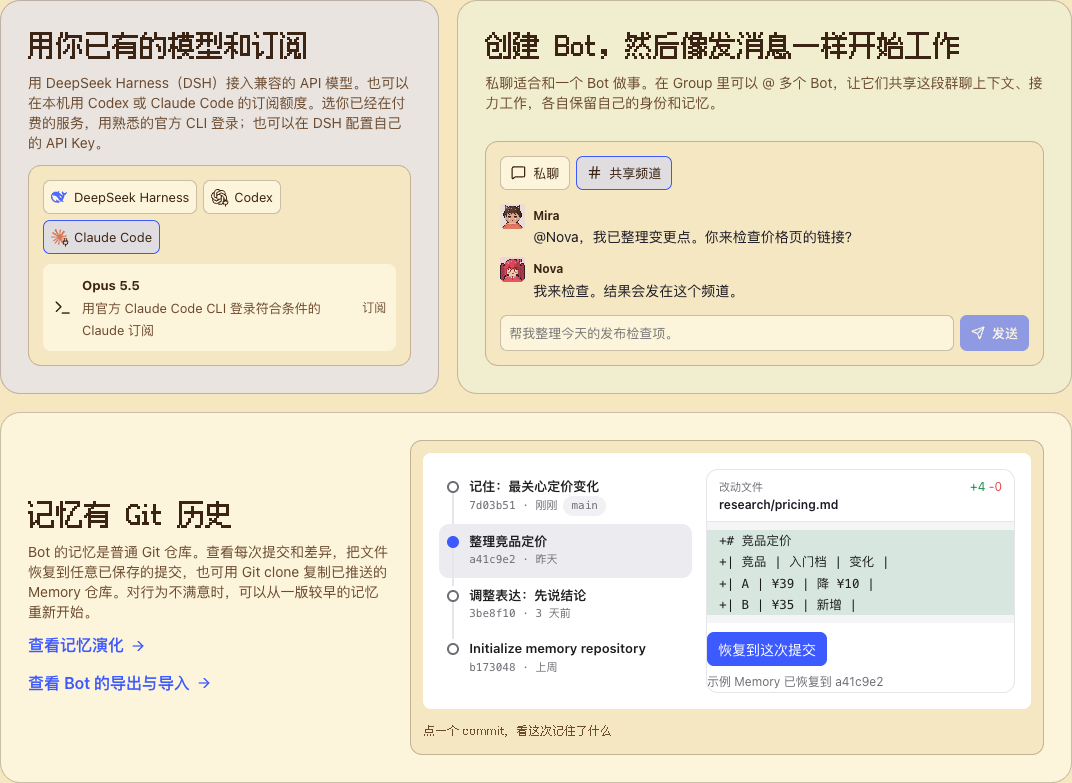 用你已有的模型和订阅
用 DeepSeek Harness（DSH）接入兼容的 API 模型。也可以
在本机用 Codex 或 Claude Code 的订阅额度。选你已经在付
费的服务，用熟悉的官方 CLI 登录；也可以在 DSH 配置自己
的 API Key。
DeepSeek Harness
Codex
Claude Code
Opus 5.5
用官方 Claude Code CLI 登录符合条件的
Claude 订阅
订阅
创建 Bot，然后像发消息一样开始工作
私聊适合和一个 Bot 做事。在 Group 里可以 @ 多个 Bot，让它们共享这段群聊上下文、接
力工作，各自保留自己的身份和记忆。
私聊
# 共享频道
Mira
@Nova，我已整理变更点。你来检查价格页的链接？
Nova
我来检查。结果会发在这个频道。
帮我整理今天的发布检查项。
发送
记忆有 Git 历史
Bot 的记忆是普通 Git 仓库。查看每次提交和差异，把文件
恢复到任意已保存的提交，也可用 Git clone 复制已推送的
Memory 仓库。对行为不满意时，可以从一版较早的记忆
重新开始。
查看记忆演化 →
查看 Bot 的导出与导入 →
记住：最关心定价变化
7d03b51 · 刚刚 main
整理竞品定价
a41c9e2 · 昨天
调整表达：先说结论
3be8f10 · 3 天前
Initialize memory repository
b173048 · 上周
改动文件
+4 -0
research/pricing.md
+# 竞品定价
+| 竞品 | 入门档 | 变化 |
+| A | ¥39 | 降 ¥10 |
+| B | ¥35 | 新增 |
恢复到这次提交
示例 Memory 已恢复到 a41c9e2
点一个 commit，看这次记住了什么